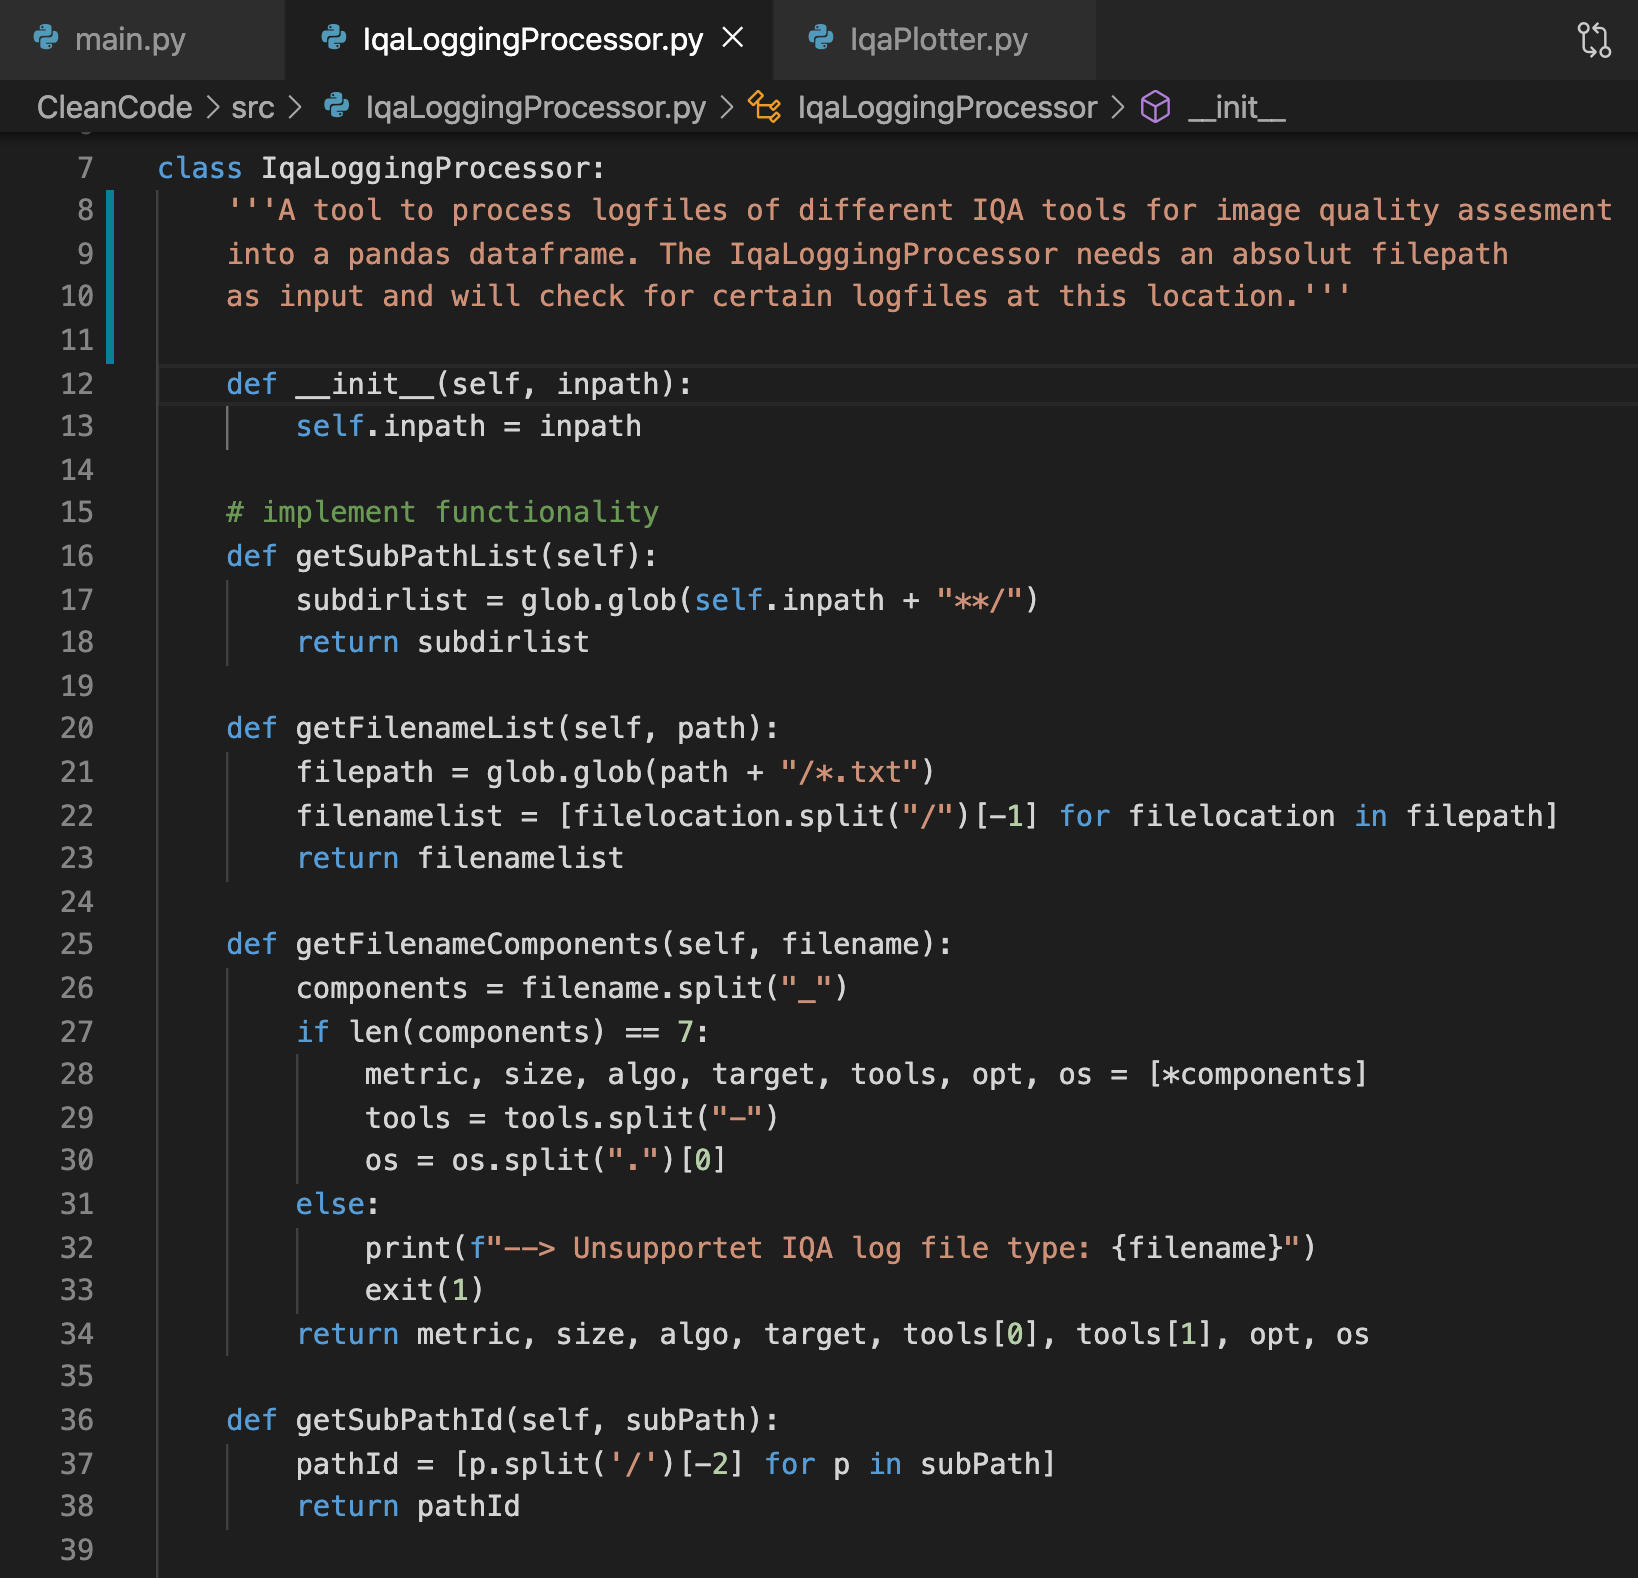 main.py
IqaLoggingProcessor.py
IqaPlotter.py
CleanCode > src > IqaLoggingProcessor.py > IqaLoggingProcessor > __init__
7 class IqaLoggingProcessor:
8     '''A tool to process logfiles of different IQA tools for image quality assesment
9     into a pandas dataframe. The IqaLoggingProcessor needs an absolut filepath
10     as input and will check for certain logfiles at this location.'''
11
12     def __init__(self, inpath):
13         self.inpath = inpath
14
15     # implement functionality
16     def getSubPathList(self):
17         subdirlist = glob.glob(self.inpath + "**/")
18         return subdirlist
19
20     def getFilenameList(self, path):
21         filepath = glob.glob(path + "/*.txt")
22         filenamelist = [filelocation.split("/")[-1] for filelocation in filepath]
23         return filenamelist
24
25     def getFilenameComponents(self, filename):
26         components = filename.split("_")
27         if len(components) == 7:
28             metric, size, algo, target, tools, opt, os = [*components]
29             tools = tools.split("-")
30             os = os.split(".")[0]
31         else:
32             print(f"--> Unsupportet IQA log file type: {filename}")
33             exit(1)
34         return metric, size, algo, target, tools[0], tools[1], opt, os
35
36     def getSubPathId(self, subPath):
37         pathId = [p.split('/')[-2] for p in subPath]
38         return pathId
39